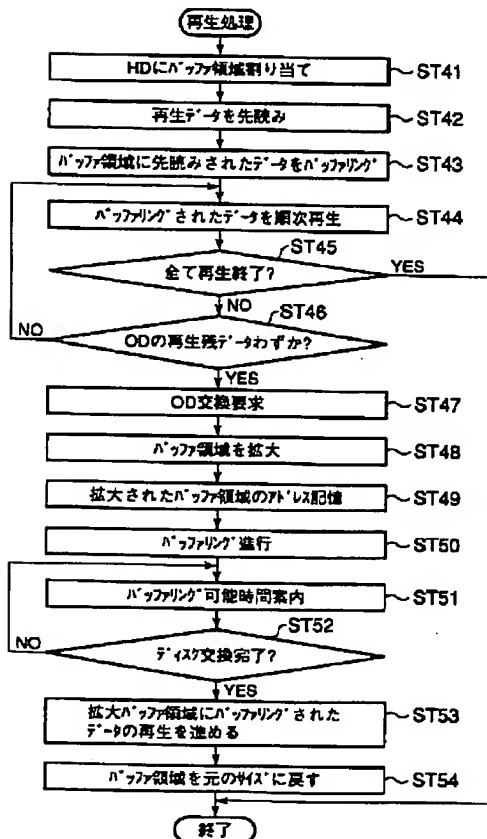 再生処理
HDにバッファ領域割り当て
ST41
再生データを先読み
ST42
バッファ領域に先読みされたデータをバッファリング
ST43
バッファリングされたデータを順次再生
ST44
ST45
全て再生終了?
YES
NO
ST46
ODの再生残データわずか?
NO
YES
OD交換要求
ST47
バッファ領域を拡大
ST48
拡大されたバッファ領域のアドレス記憶
ST49
バッファリング進行
ST50
バッファリング可能時間案内
ST51
ST52
ディスク交換完了?
NO
YES
拡大バッファ領域にバッファリングされた
データの再生を進める
ST53
バッファ領域を元のサイズに戻す
ST54
終了